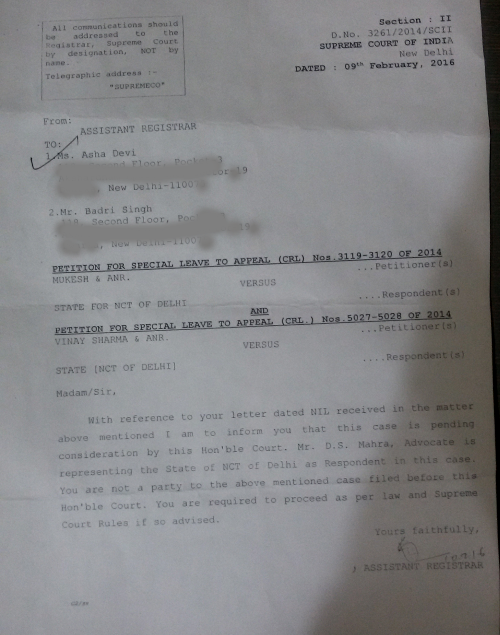 All communications should
be addressed to the
Registrar, Supreme Court
by designation, NOT by
name.
Telegraphic address :-
"SUPREMECO"
Section : II
D.No. 3261/2014/SCII
SUPREME COURT OF INDIA
New Delhi
DATED : 09th February, 2016
From:
ASSISTANT REGISTRAR
TO:
1.Ms. Asha Devi
Second Floor,
19
, New Delhi-1100
2.Mr. Badri Singh
Second Floor,
, New Delhi-1100
PETITION FOR SPECIAL LEAVE TO APPEAL (CRL) Nos.3119-3120 OF 2014
MUKESH & ANR. ...Petitioner(s)
VERSUS
STATE FOR NCT OF DELHI ....Respondent(s)
AND
PETITION FOR SPECIAL LEAVE TO APPEAL (CRL.) Nos.5027-5028 OF 2014
VINAY SHARMA & ANR. ...Petitioner(s)
VERSUS
STATE [NCT OF DELHI] ....Respondent(s)
Madam/Sir,
With reference to your letter dated NIL received in the matter
above mentioned I am to inform you that this case is pending
consideration by this Hon'ble Court. Mr. D.S. Mahra, Advocate is
representing the State of NCT of Delhi as Respondent in this case.
You are not a party to the above mentioned case filed before this
Hon'ble Court. You are required to proceed as per law and Supreme
Court Rules if so advised.
Yours faithfully,
ASSISTANT REGISTRAR